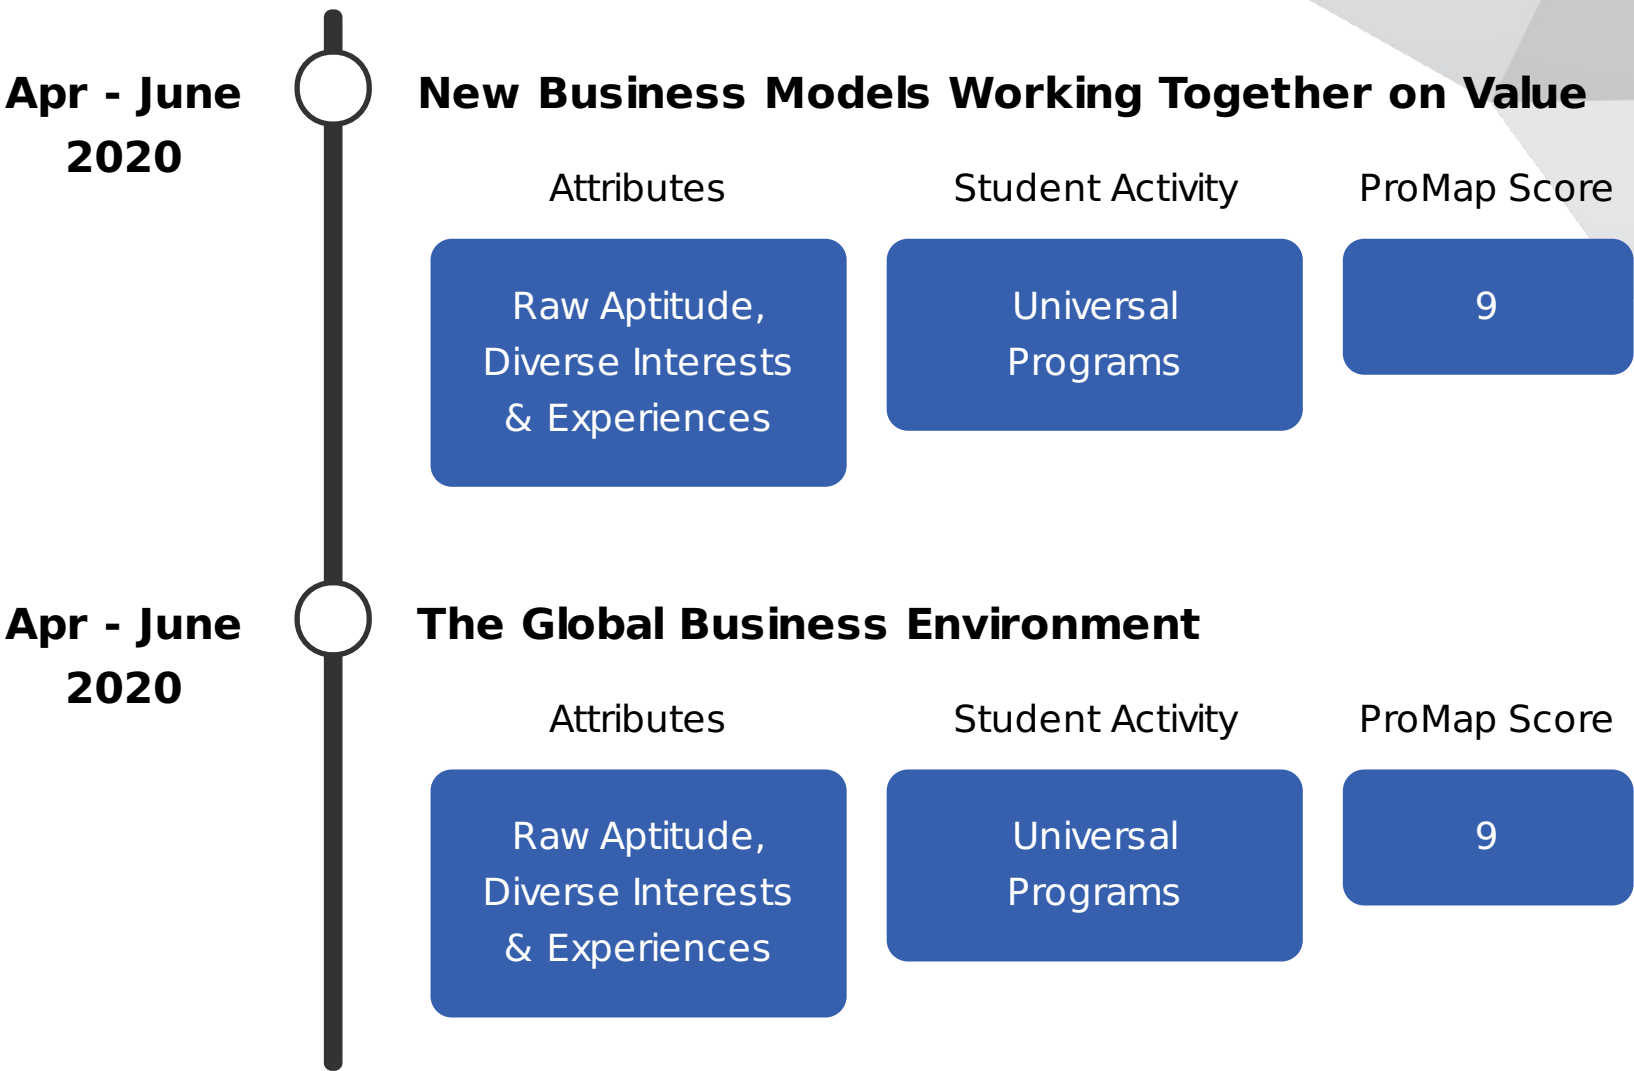 Apr - June
2020
New Business Models Working Together on Value
Attributes
Student Activity
ProMap Score
Raw Aptitude,
Diverse Interests
& Experiences
Universal
Programs
9
Apr - June
2020
The Global Business Environment
Attributes
Student Activity
ProMap Score
Raw Aptitude,
Diverse Interests
& Experiences
Universal
Programs
9